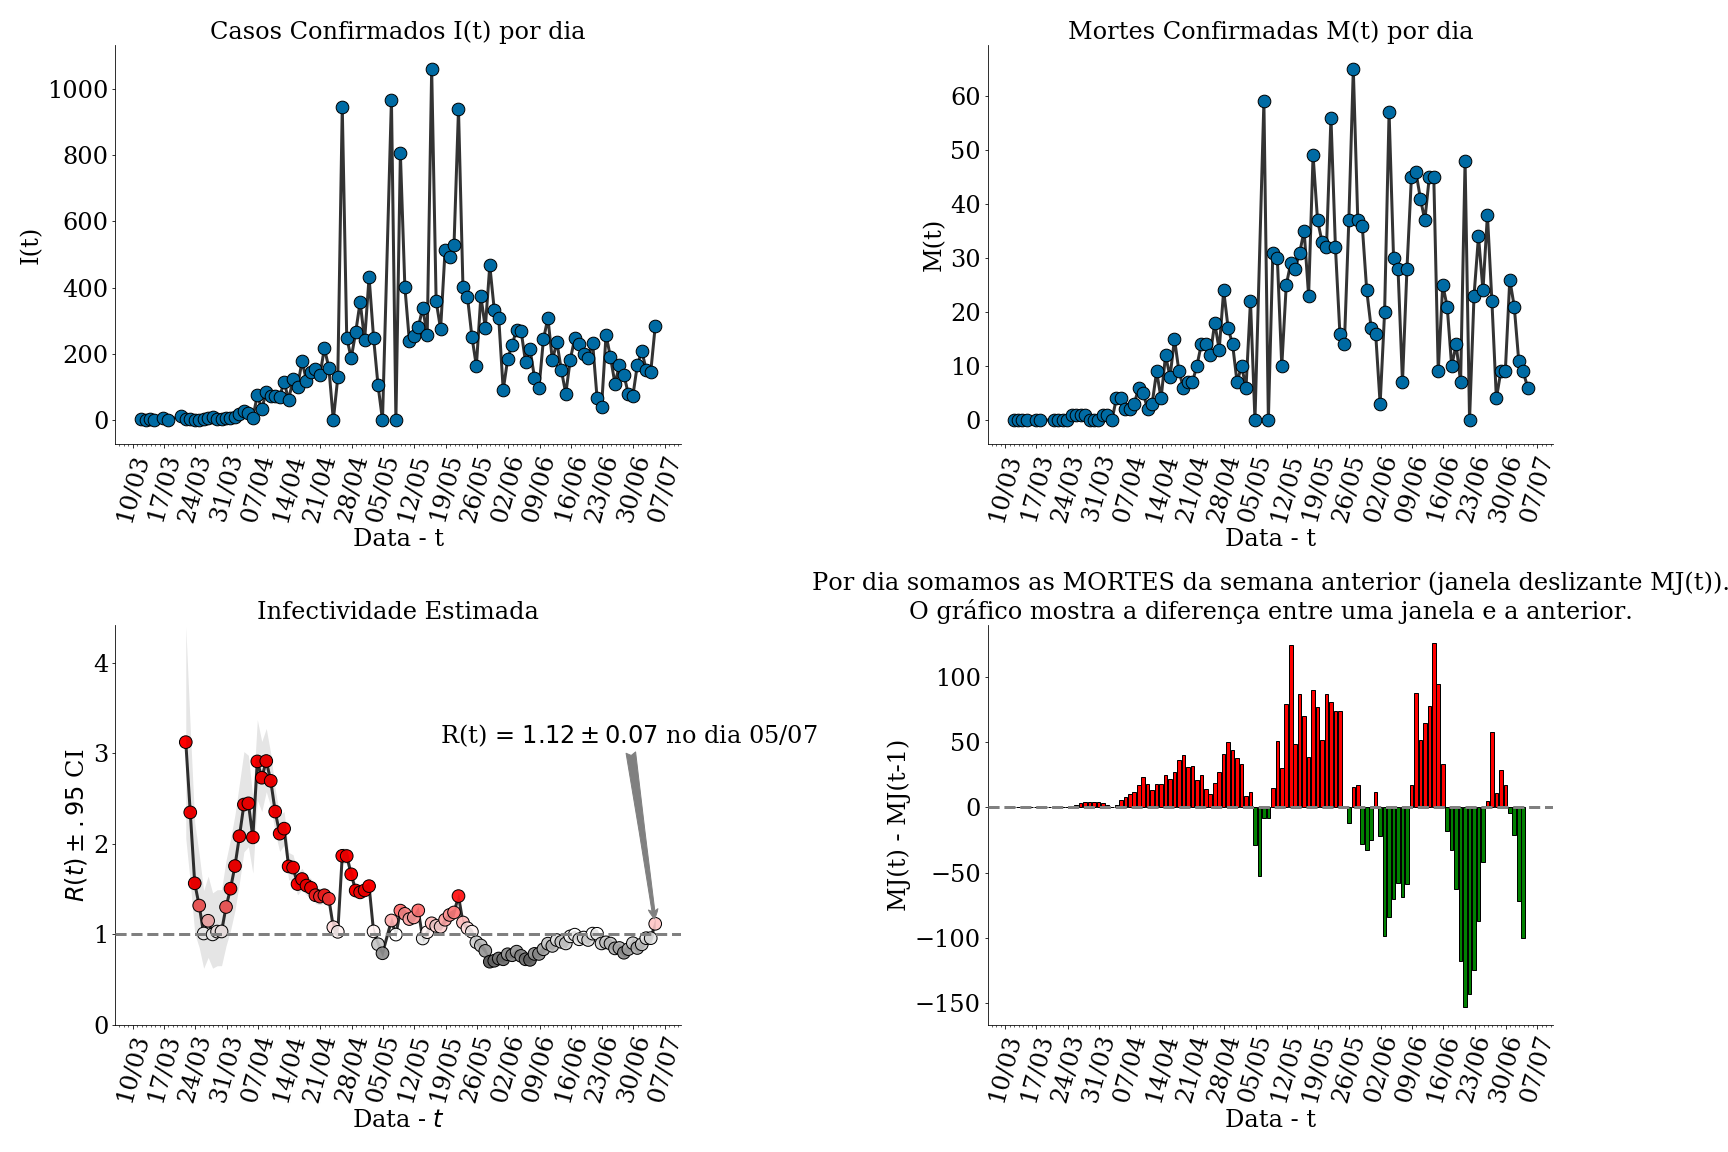 Casos Confirmados I(t) por dia
I(t)
1000
800
600
400
200
0
10/03 17/03 24/03 31/03 07/04 14/04 21/04 28/04 05/05 12/05 19/05 26/05 02/06 09/06 16/06 23/06 30/06 07/07
Data - t
Mortes Confirmadas M(t) por dia
M(t)
60
50
40
30
20
10
0
10/03 17/03 24/03 31/03 07/04 14/04 21/04 28/04 05/05 12/05 19/05 26/05 02/06 09/06 16/06 23/06 30/06 07/07
Data - t
Infectividade Estimada
R(t) ± .95 CI
4
3
2
1
0
R(t) = 1.12 ± 0.07 no dia 05/07
10/03 17/03 24/03 31/03 07/04 14/04 21/04 28/04 05/05 12/05 19/05 26/05 02/06 09/06 16/06 23/06 30/06 07/07
Data - t
Por dia somamos as MORTES da semana anterior (janela deslizante MJ(t)).
O gráfico mostra a diferença entre uma janela e a anterior.
MJ(t) - MJ(t-1)
100
50
0
−50
−100
−150
10/03 17/03 24/03 31/03 07/04 14/04 21/04 28/04 05/05 12/05 19/05 26/05 02/06 09/06 16/06 23/06 30/06 07/07
Data - t